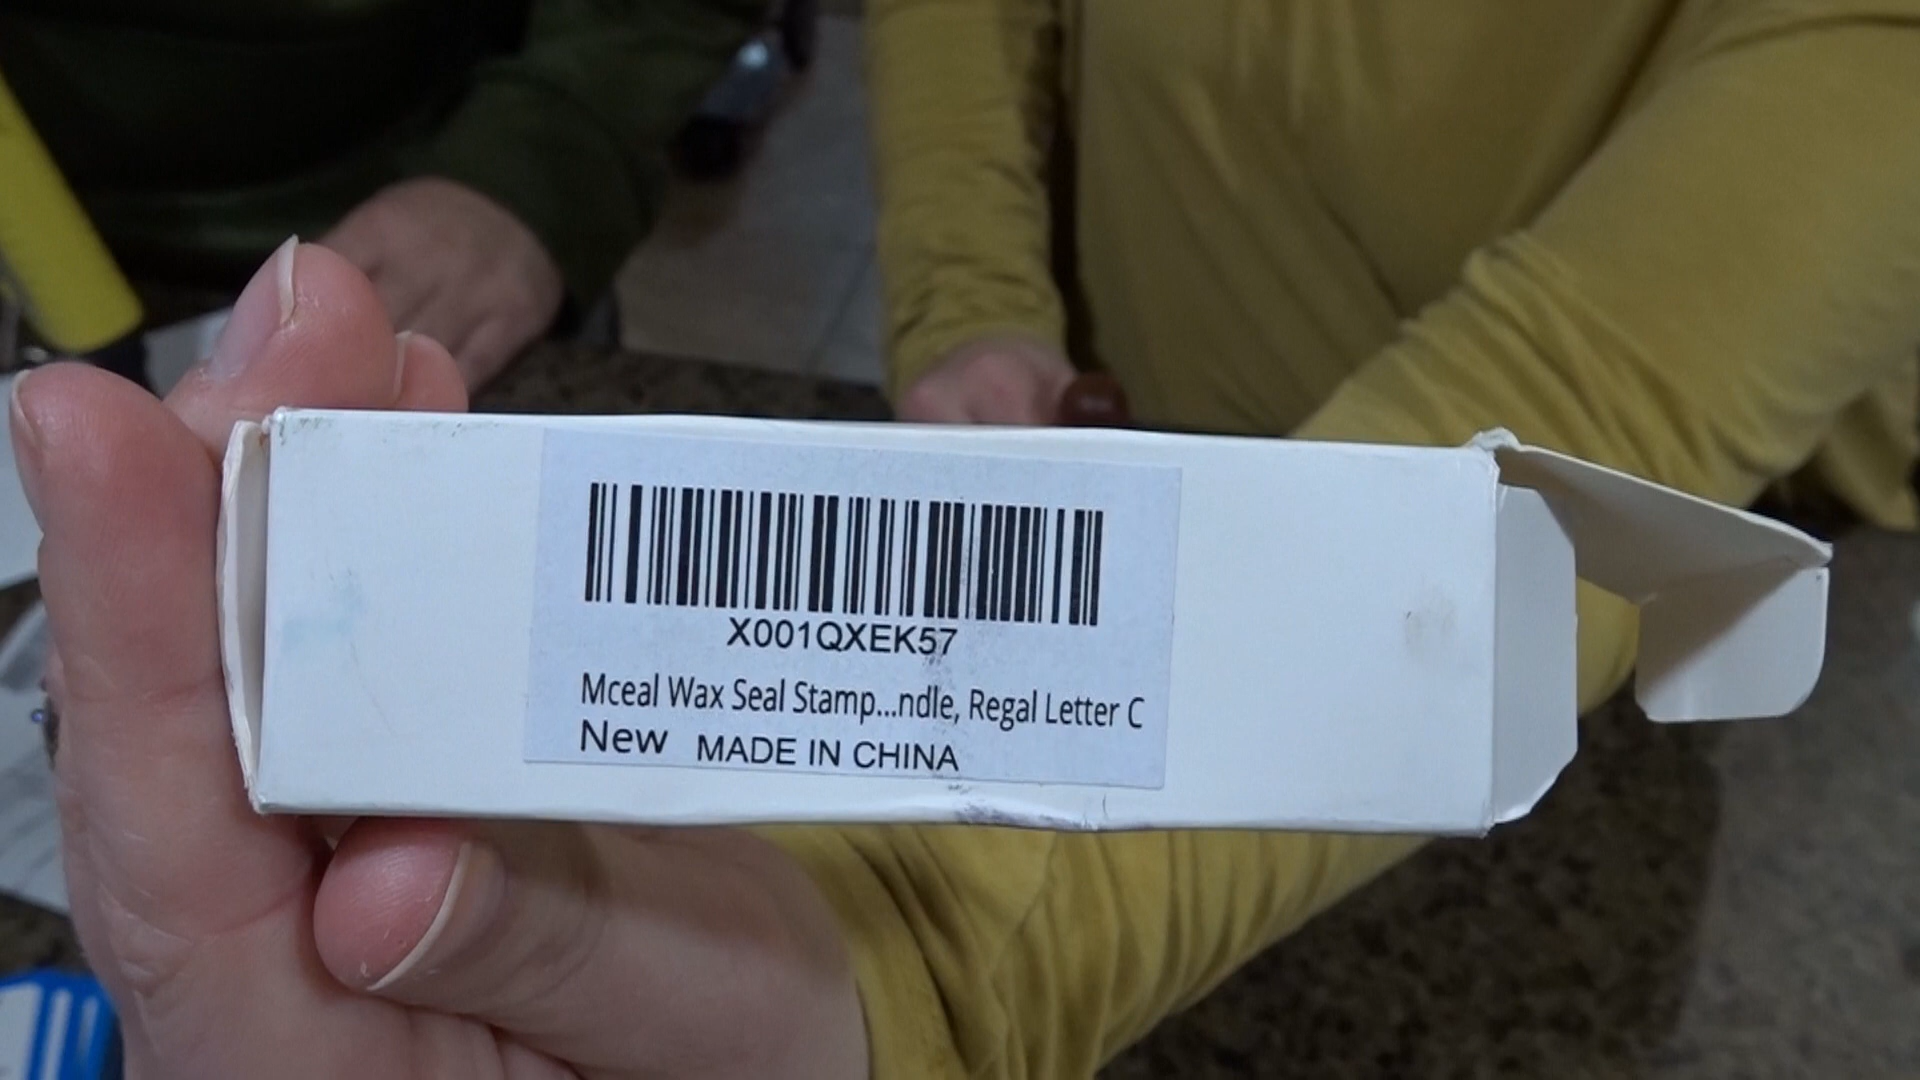 X001QXEK57
Mceal Wax Seal Stamp...ndle, Regal Letter C
New MADE IN CHINA